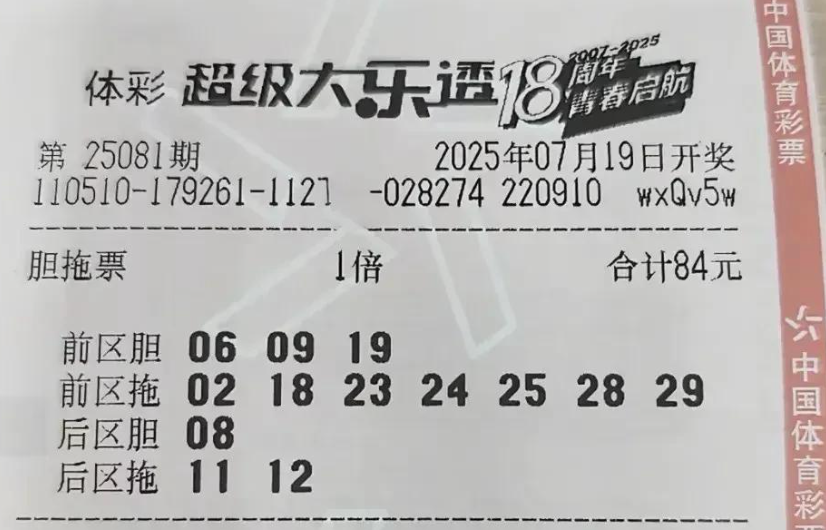 体彩 超级大乐透 18周年 2007-2025 青春启航
第 25081期 2025年07月19日开奖
110510-179261-1127 -028274 220910 wxQv5w
胆拖票 1倍 合计84元
前区胆 06 09 19
前区拖 02 18 23 24 25 28 29
后区胆 08
后区拖 11 12
中国体育彩票
中国体育彩